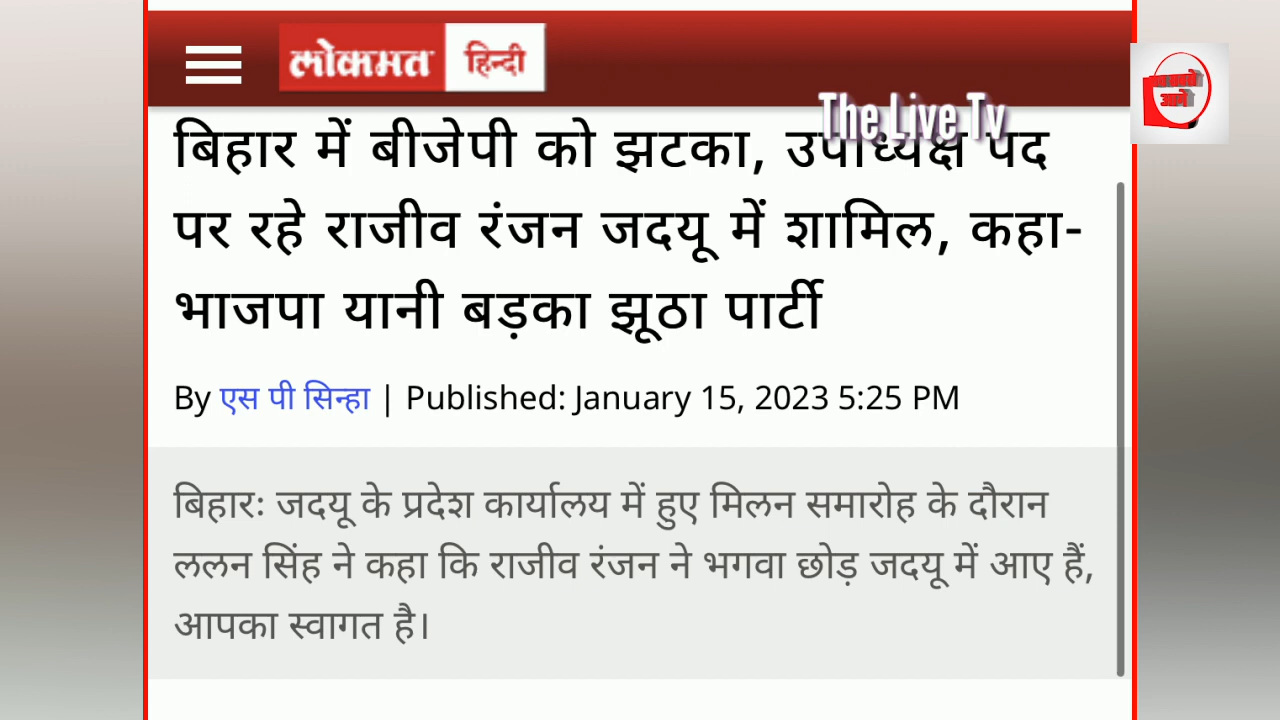 लोकमत हिन्दी
The Live Tv
बिहार में बीजेपी को झटका, उपाध्यक्ष पद
पर रहे राजीव रंजन जदयू में शामिल, कहा-
भाजपा यानी बड़का झूठा पार्टी
By एस पी सिन्हा | Published: January 15, 2023 5:25 PM
बिहारः जदयू के प्रदेश कार्यालय में हुए मिलन समारोह के दौरान
ललन सिंह ने कहा कि राजीव रंजन ने भगवा छोड़ जदयू में आए हैं,
आपका स्वागत है।